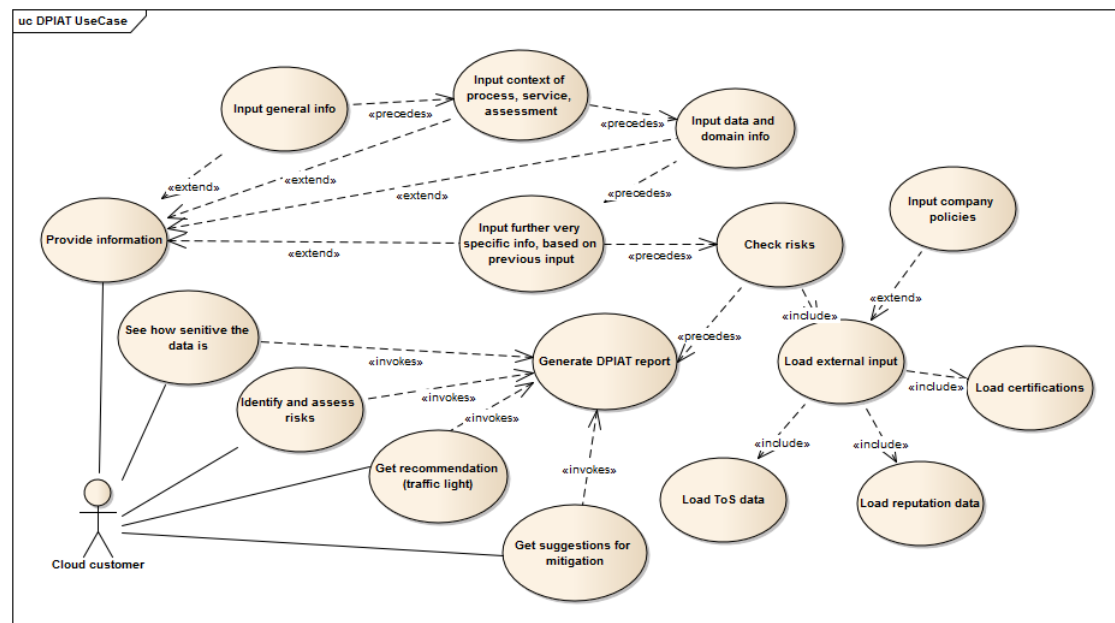 uc DPIAT UseCase
Input general info
Input context of
process, service,
assessment
Input data and
domain info
«precedes»
«precedes»
«extend»
«extend»
«extend»
«precedes»
Input company
policies
Provide information
Input further very
specific info, based on
previous input
Check risks
«extend»
«precedes»
«extend»
«include»
See how senitive the
data is
«invokes»
«precedes»
Generate DPIAT report
Load external input
Load certifications
«include»
Identify and assess
risks
«invokes»
«invokes»
Get recommendation
(traffic light)
«invokes»
«include»
«include»
Load ToS data
Load reputation data
Get suggestions for
mitigation
Cloud customer